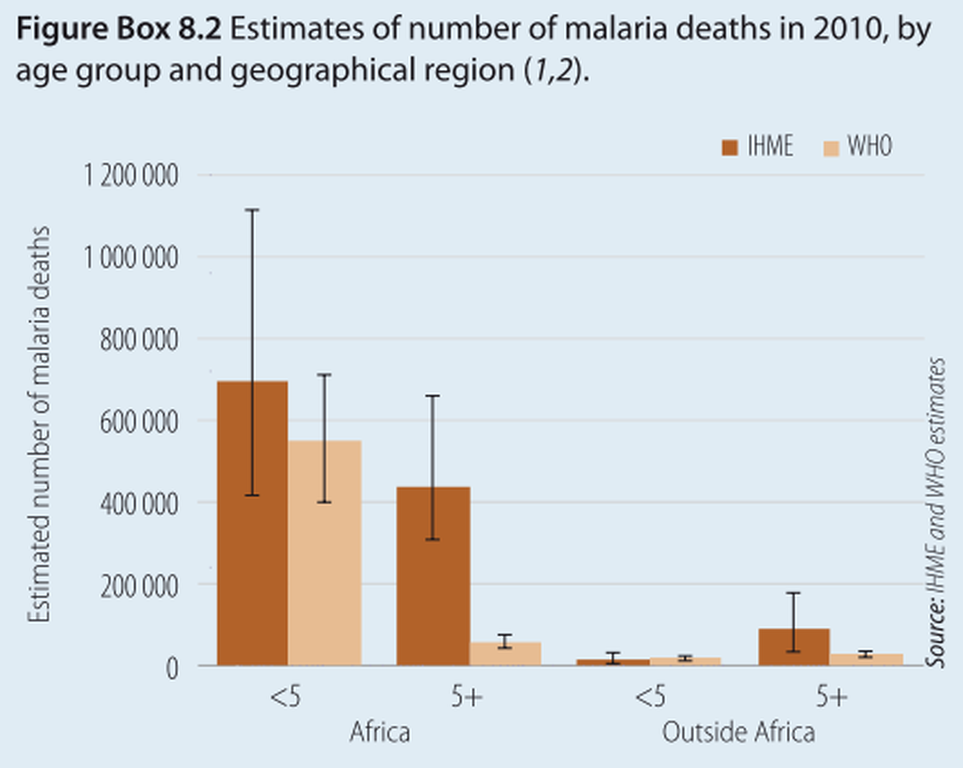 Figure Box 8.2 Estimates of number of malaria deaths in 2010, by
age group and geographical region (1,2).
IHME WHO
Estimated number of malaria deaths
1 200 000
1 000 000
800 000
600 000
400 000
200 000
0
<5 5+ <5 5+
Africa Outside Africa
Source: IHME and WHO estimates